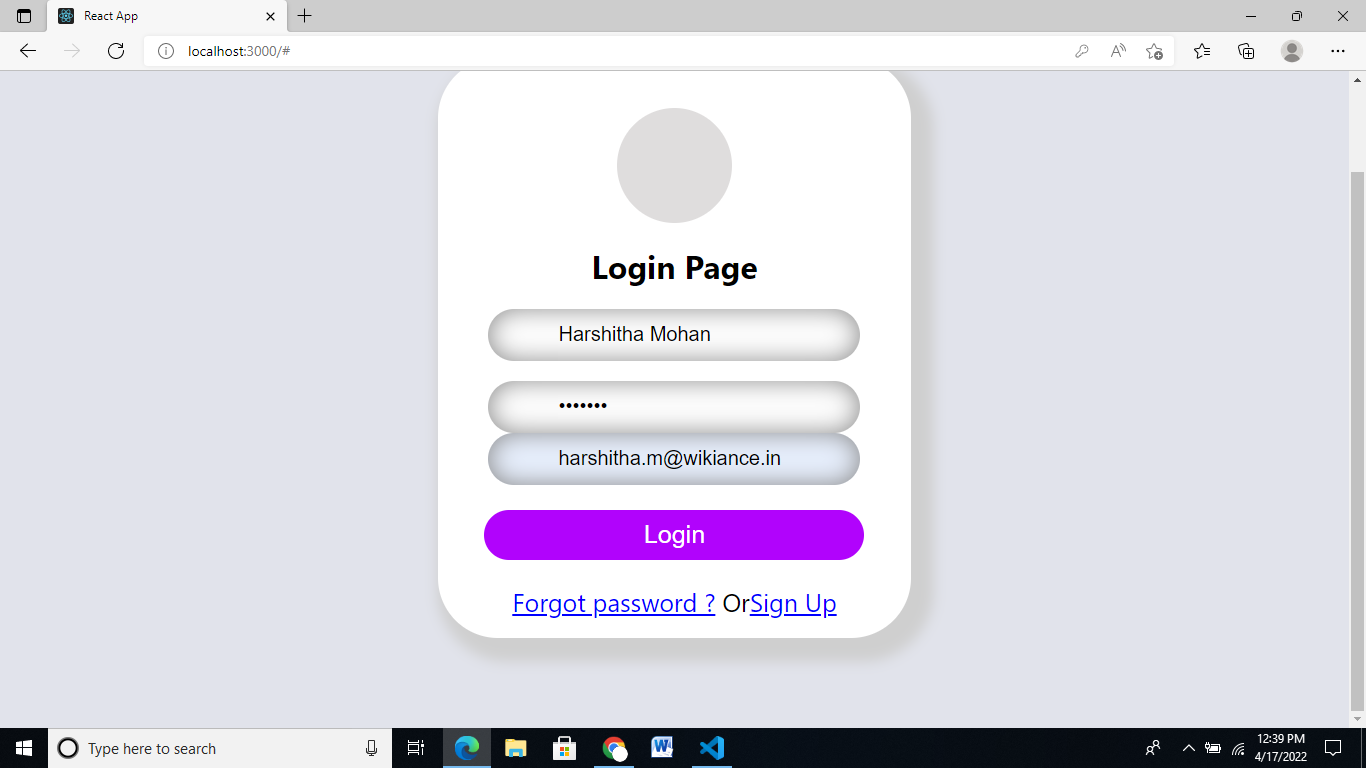 React App
localhost:3000/#
Login Page
Harshitha Mohan
•••••••
harshitha.m@wikiance.in
Login
Forgot password ? OrSign Up
Type here to search
12:39 PM
4/17/2022